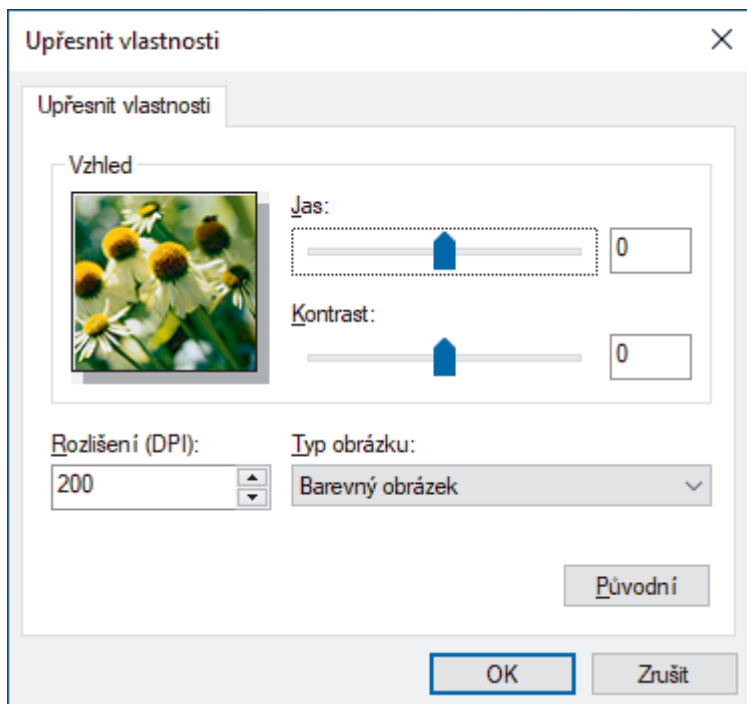 Upřesnit vlastnosti
Upřesnit vlastnosti
Vzhled
Jas:
0
Kontrast:
0
Rozlišení (DPI):
Typ obrázku:
200
Barevný obrázek
Původní
OK
Zrušit